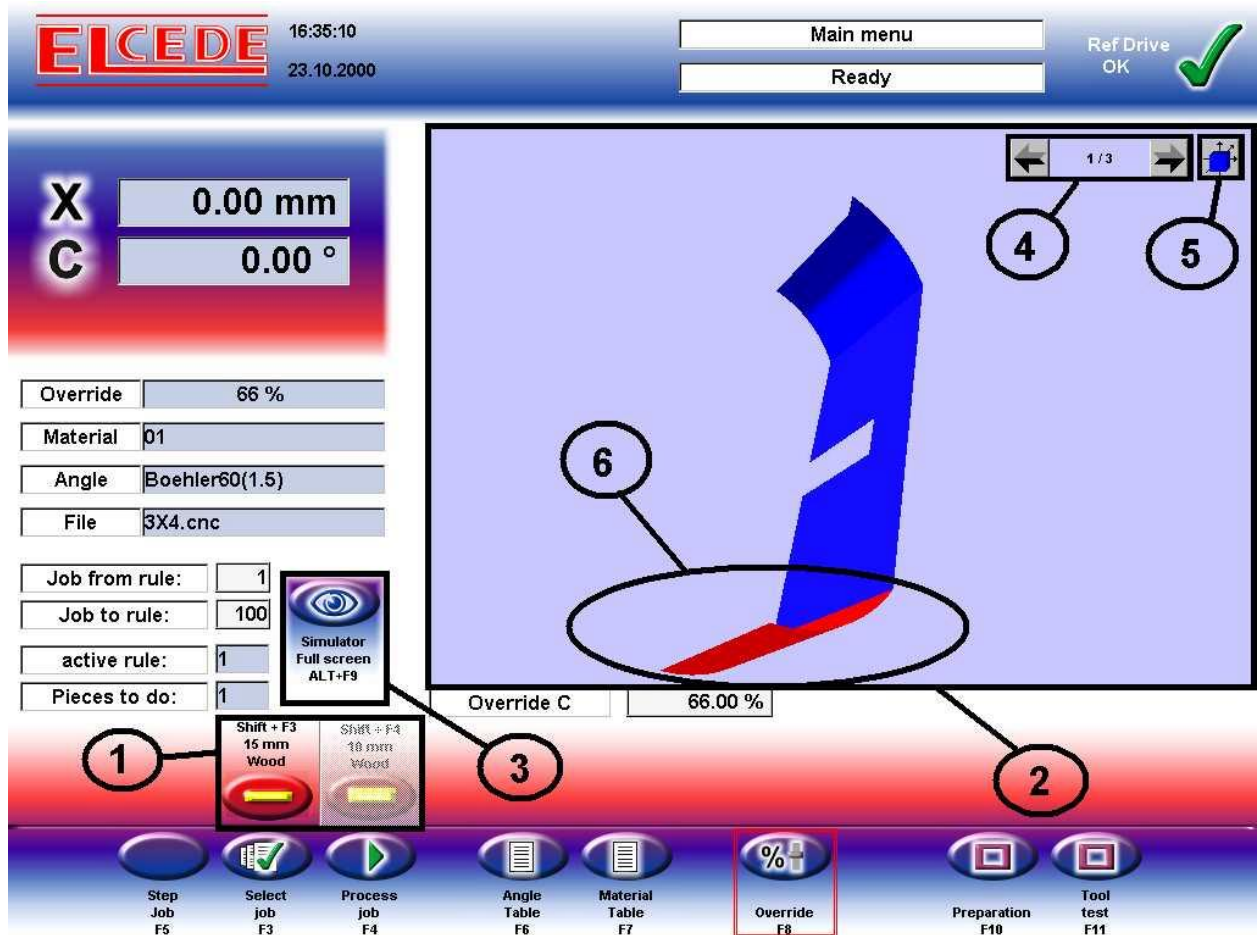 ELCEDE
16:35:10
23.10.2000
Main menu
Ready
Ref Drive
OK
X 0.00 mm
C 0.00 °
1 / 3
4
5
6
Override 66 %
Material 01
Angle Boehler60(1.5)
File 3X4.cnc
Job from rule: 1
Job to rule: 100
active rule: 1
Pieces to do: 1
Simulator
Full screen
ALT+F9
Override C 66.00 %
1
Shift + F3
15 mm
Wood
Shift + F4
18 mm
Wood
3
2
%
Step
Job
F5
Select
job
F3
Process
job
F4
Angle
Table
F6
Material
Table
F7
Override
F8
Preparation
F10
Tool
test
F11